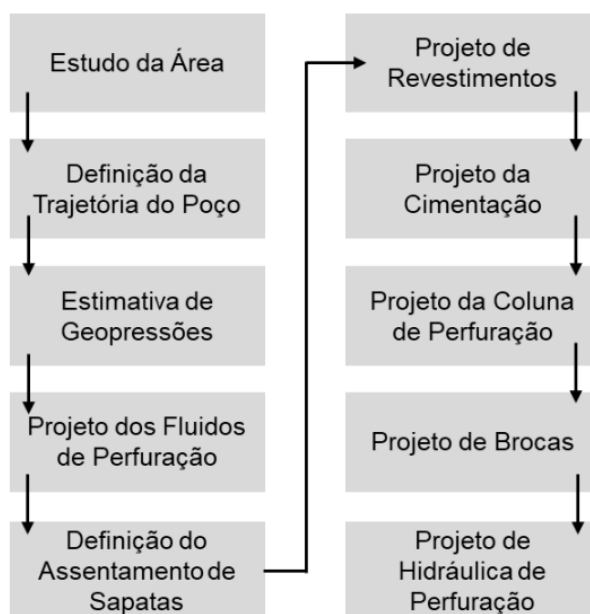 Estudo da Área
Definição da
Trajetória do Poço
Estimativa de
Geopressões
Projeto dos Fluidos
de Perfuração
Definição do
Assentamento de
Sapatas
Projeto de
Revestimentos
Projeto da
Cimentação
Projeto da Coluna
de Perfuração
Projeto de Brocas
Projeto de
Hidráulica de
Perfuração